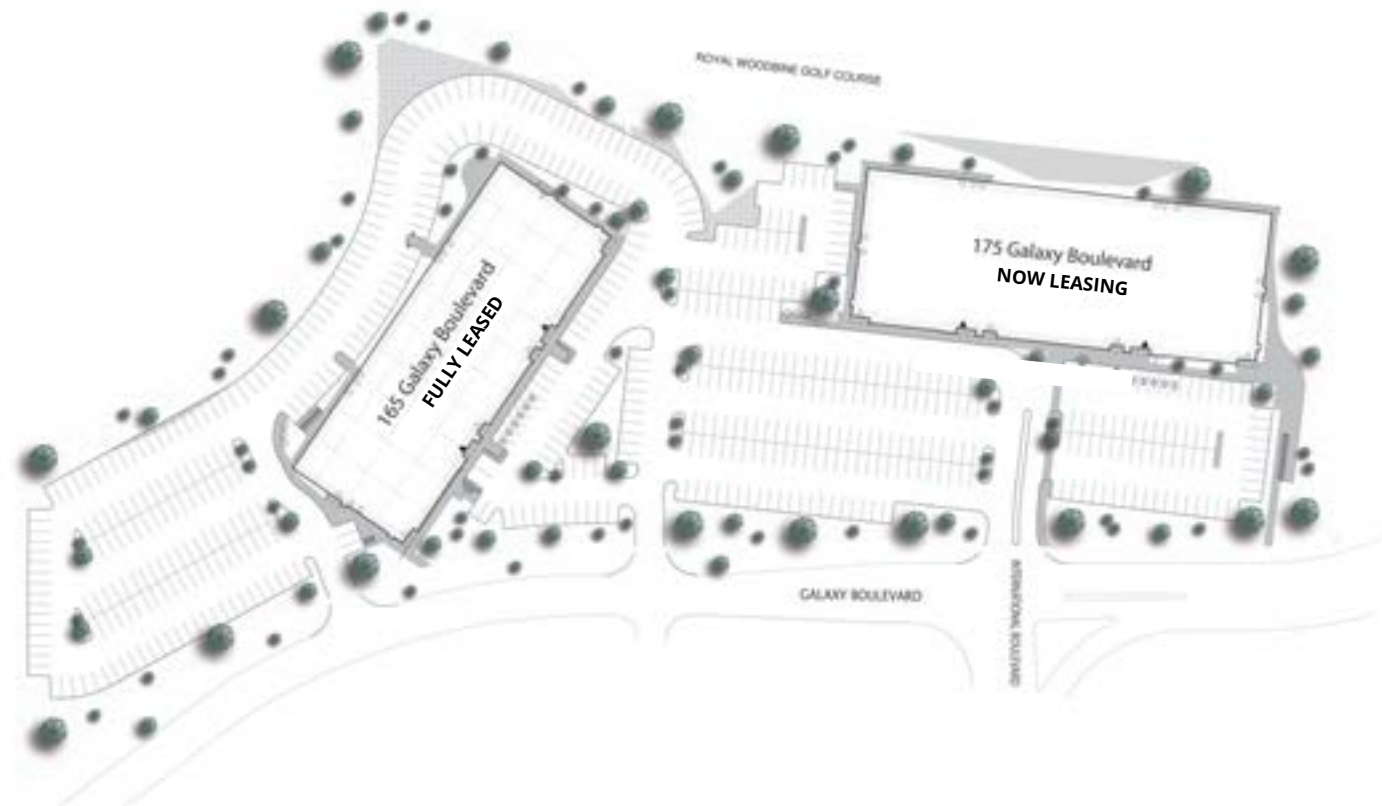 ROYAL WOODBINE GOLF COURSE
175 Galaxy Boulevard
NOW LEASING
165 Galaxy Boulevard
FULLY LEASED
GALAXY BOULEVARD
INTERNATIONAL BOULEVARD